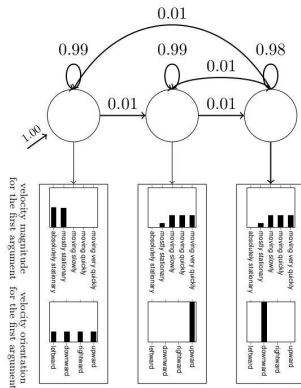 0.01
0.99
0.99
0.98
0.01
0.01
0.01
1.00
velocity magnitude
for the first argument
absolutely stationary
mostly stationary
moving slowly
moving quickly
moving very quickly
absolutely stationary
mostly stationary
moving slowly
moving quickly
moving very quickly
absolutely stationary
mostly stationary
moving slowly
moving quickly
moving very quickly
velocity orientation
for the first argument
leftward
downward
rightward
upward
leftward
downward
rightward
upward
leftward
downward
rightward
upward